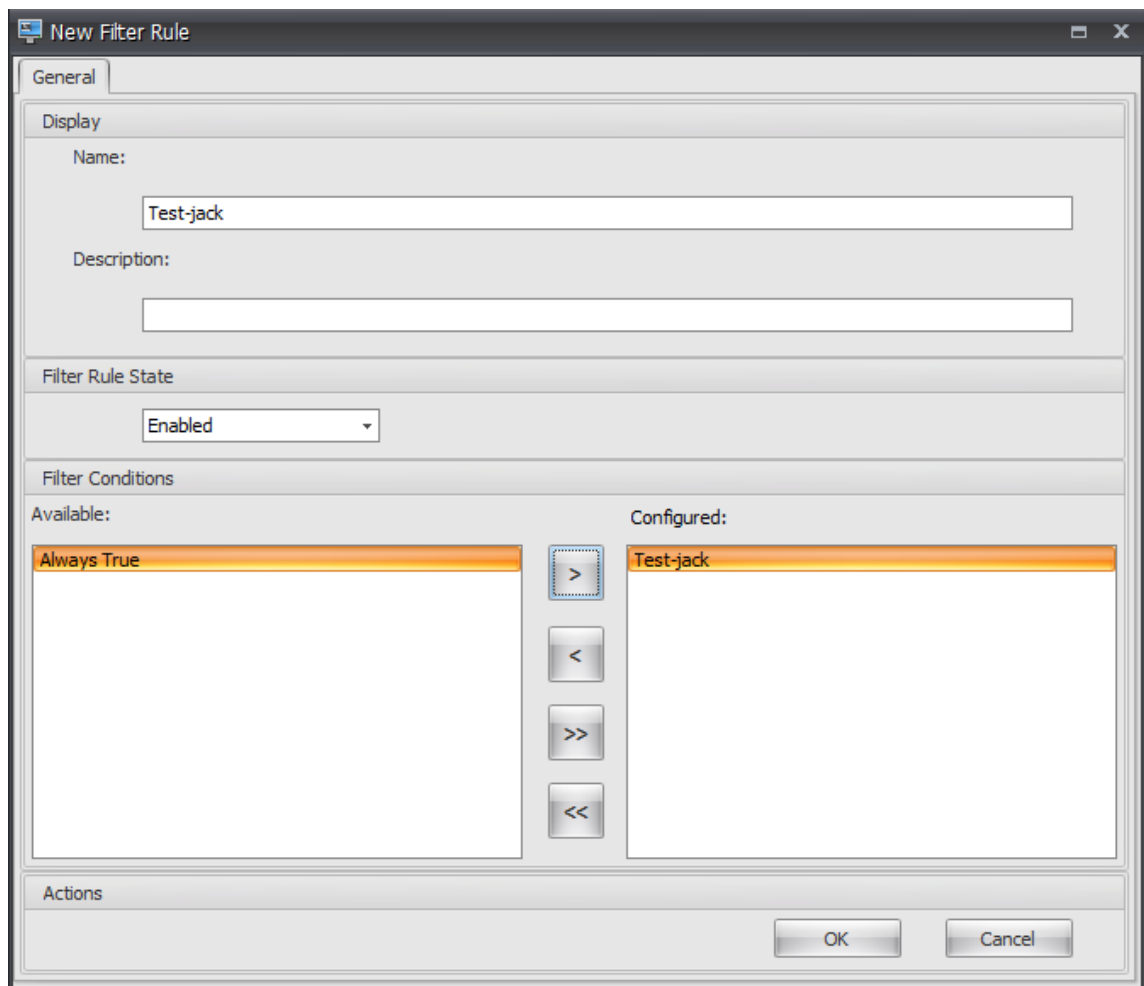 New Filter Rule
General
Display
Name:
Test-jack
Description:
Filter Rule State
Enabled
Filter Conditions
Available:
Configured:
Always True
>
Test-jack
<
>>
<<
Actions
OK
Cancel